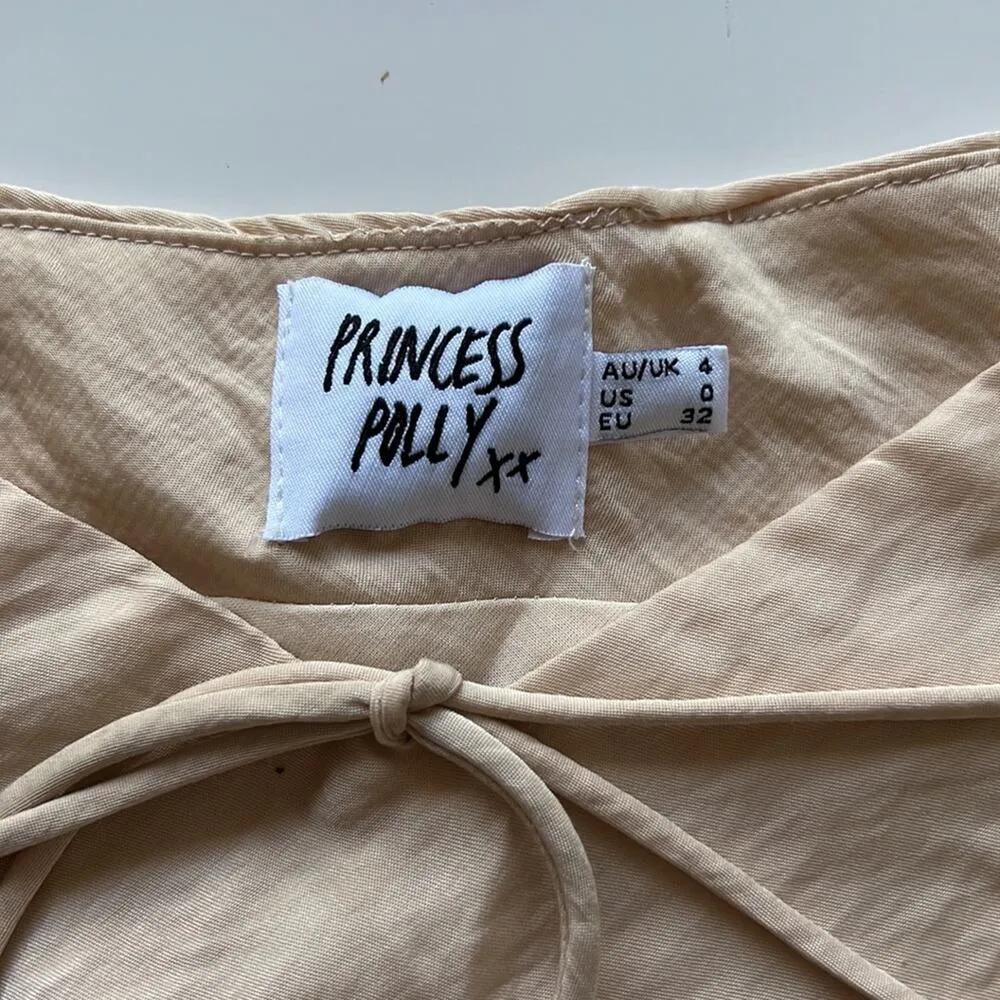 PRINCESS
POLLY xx
AU/UK 4
US 0
EU 32